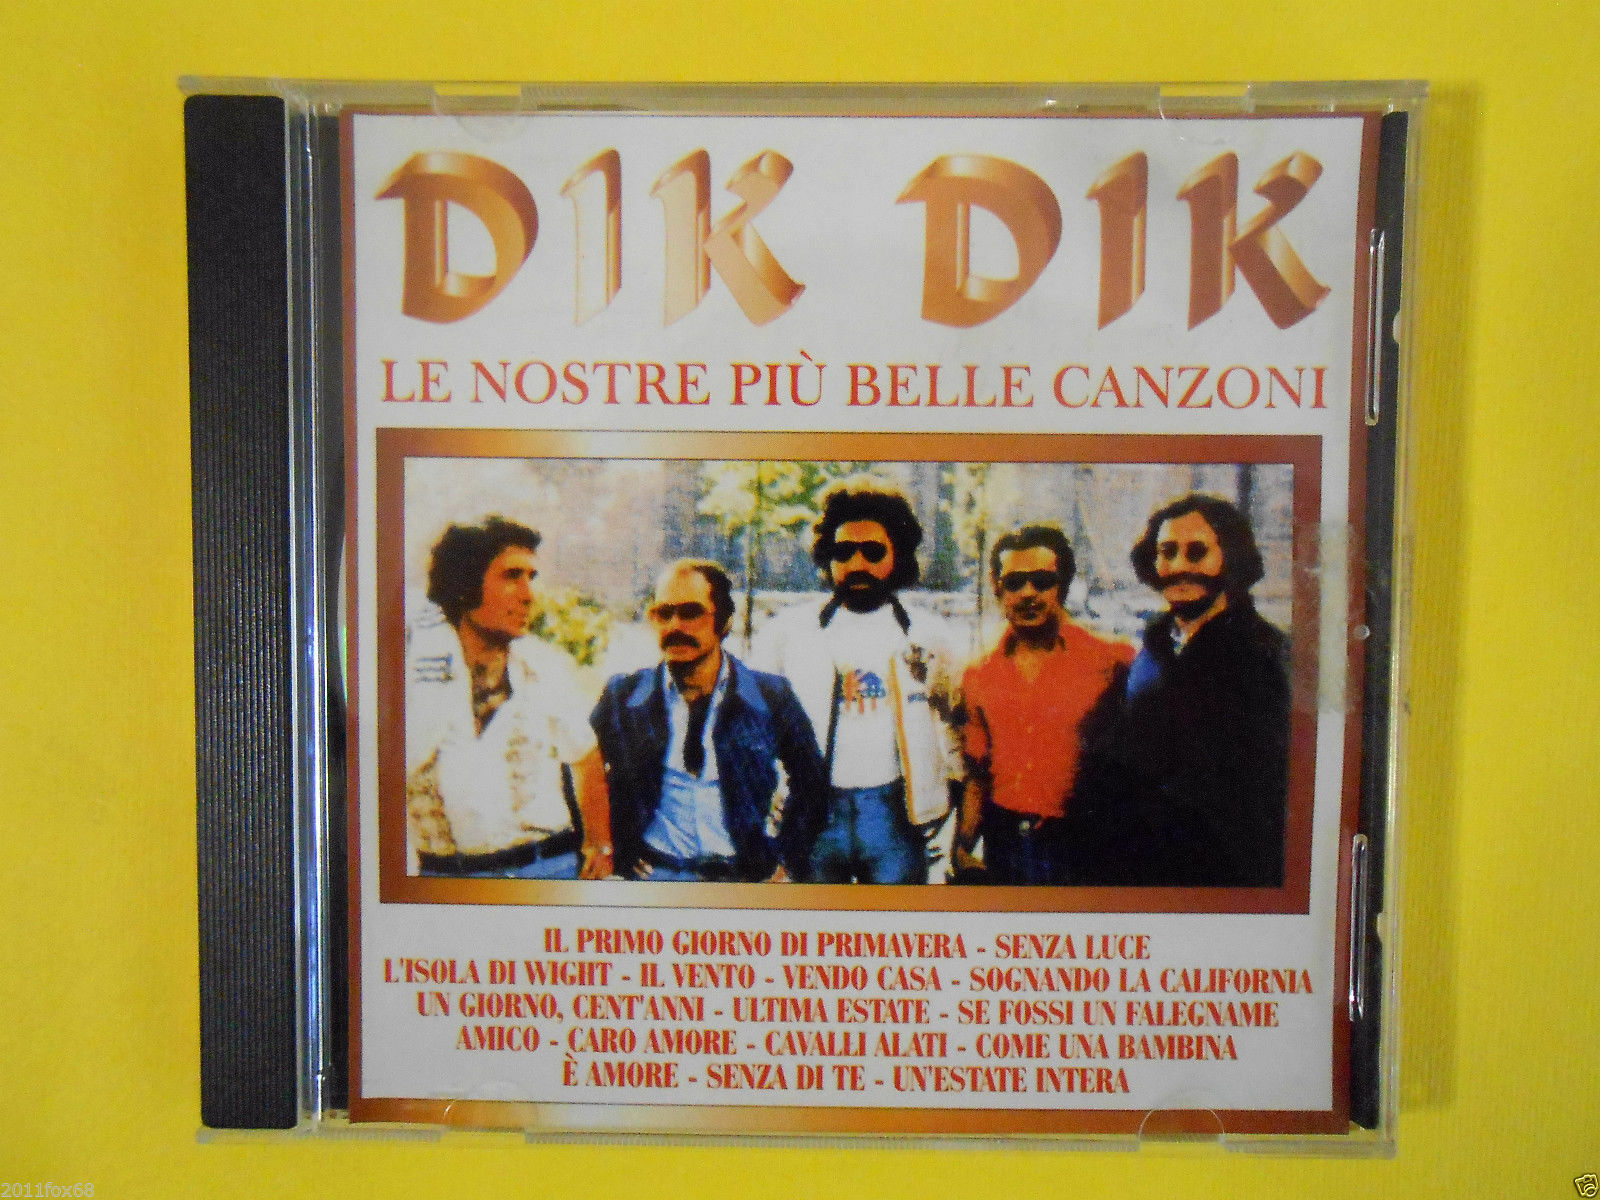 DIK DIK
LE NOSTRE PIÙ BELLE CANZONI
IL PRIMO GIORNO DI PRIMAVERA - SENZA LUCE
L'ISOLA DI WIGHT - IL VENTO - VENDO CASA - SOGNANDO LA CALIFORNIA
UN GIORNO, CENT'ANNI - ULTIMA ESTATE - SE FOSSI UN FALEGNAME
AMICO - CARO AMORE - CAVALLI ALATI - COME UNA BAMBINA
È AMORE - SENZA DI TE - UN'ESTATE INTERA
2011fox68